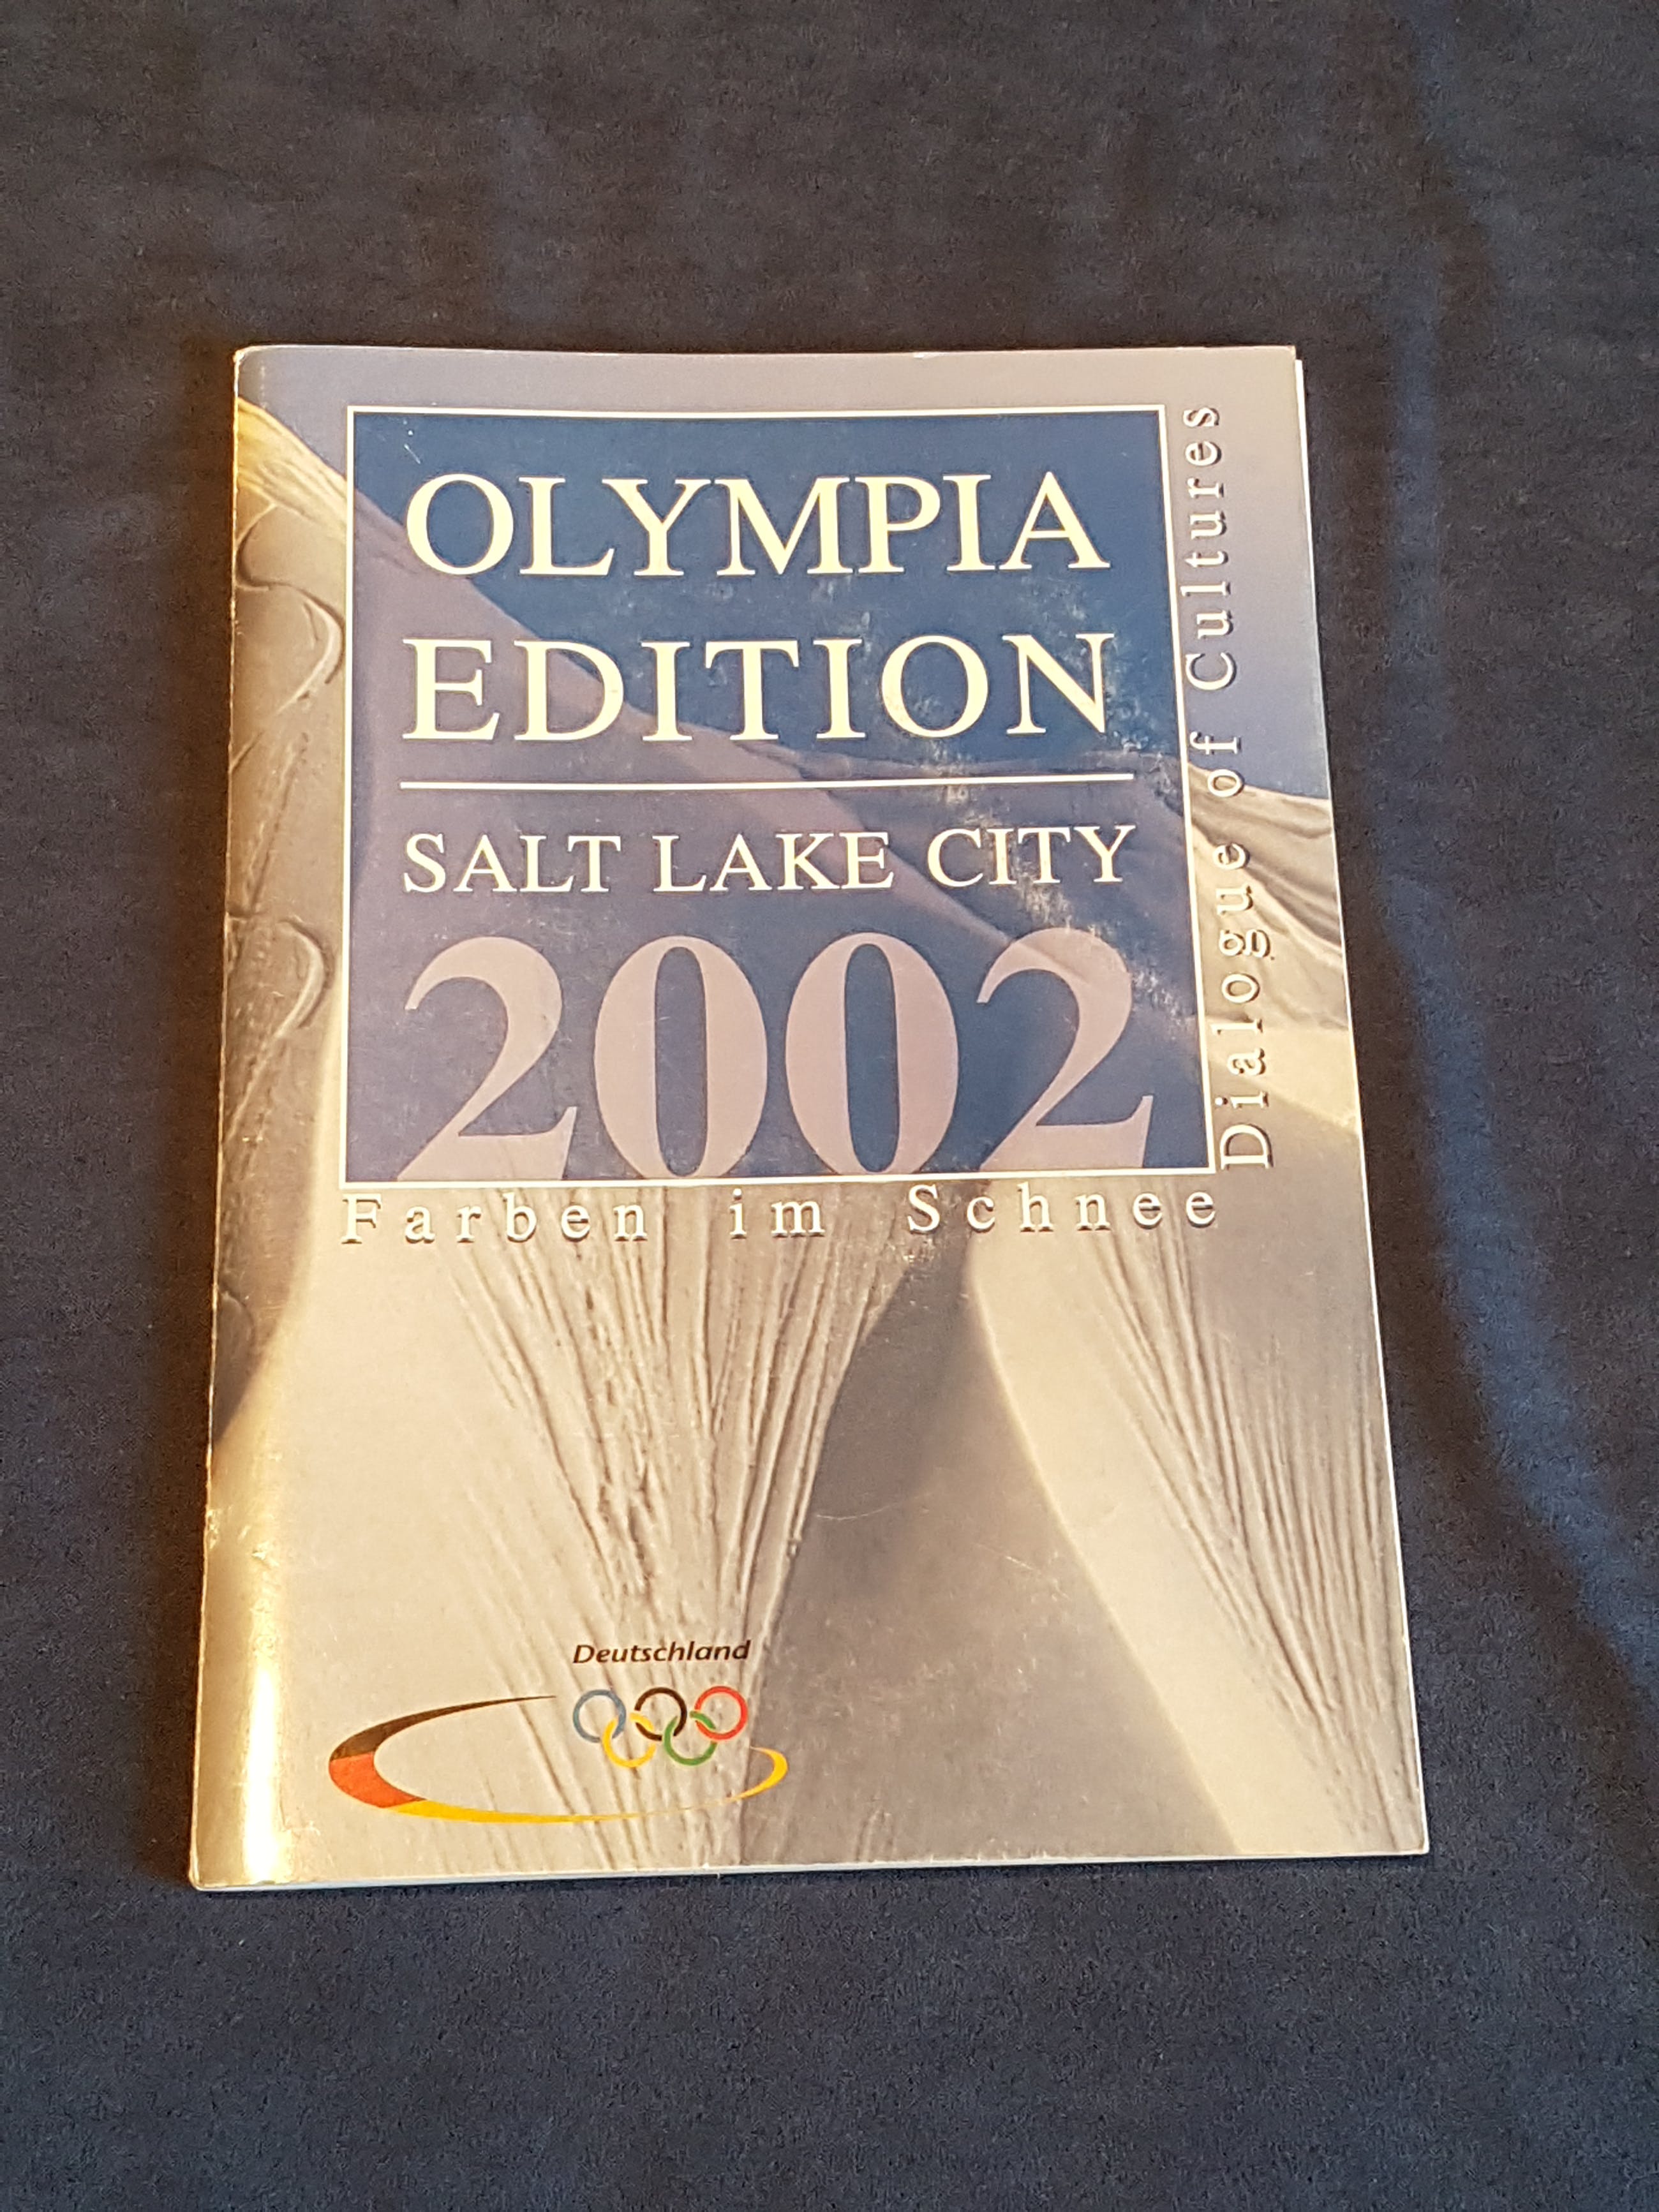 OLYMPIA
EDITION
SALT LAKE CITY
2002
Dialogue of Cultures
Farben im Schnee
Deutschland